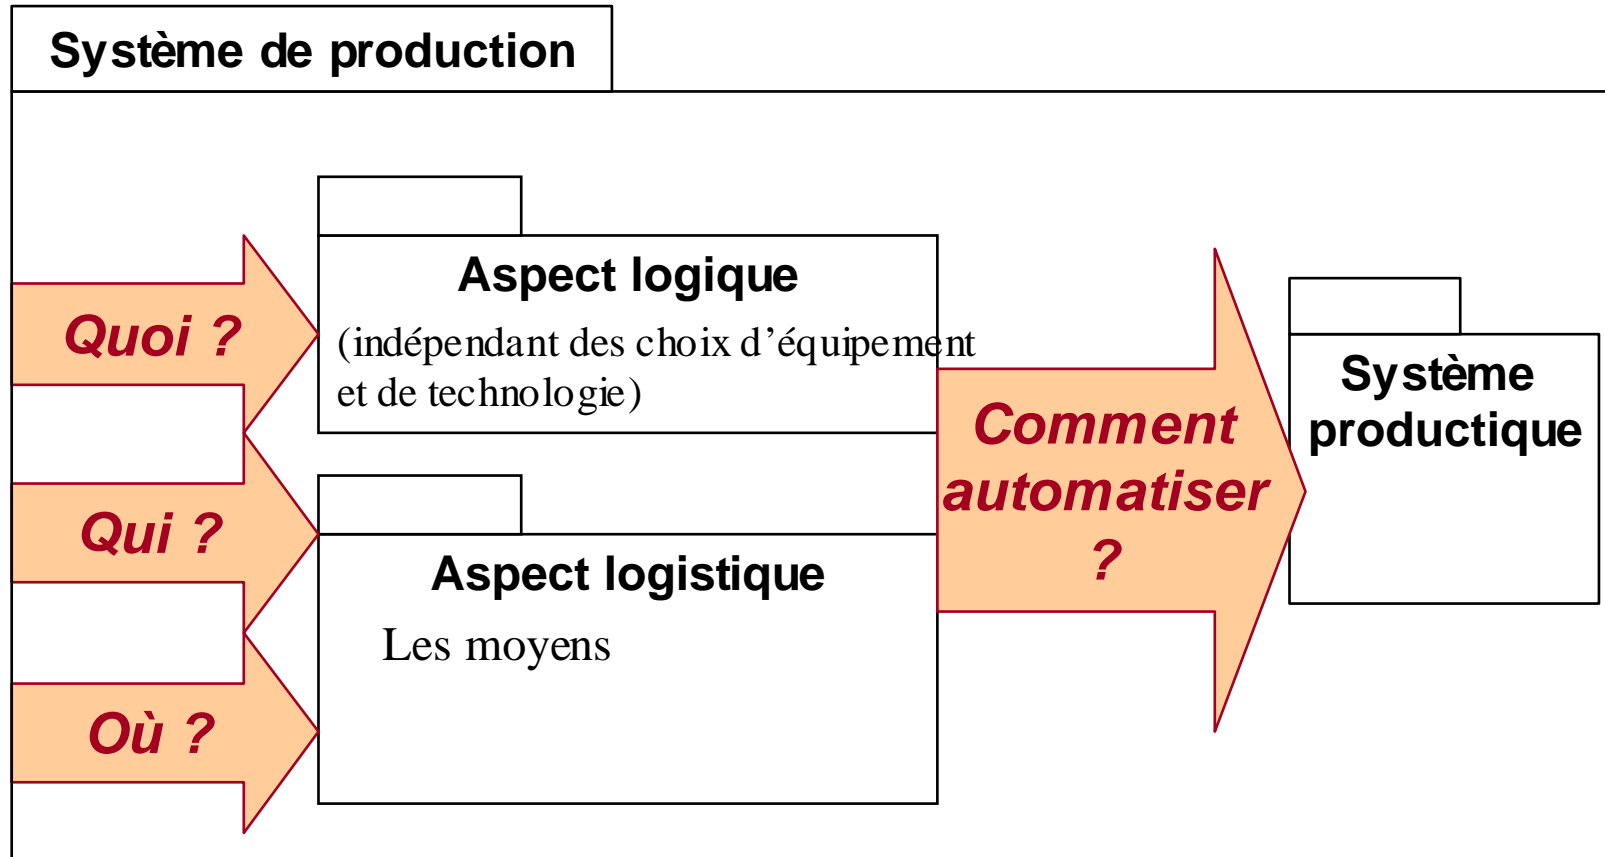 Système de production
Quoi ?
Aspect logique
(indépendant des choix d'équipement
et de technologie)
Qui ?
Aspect logistique
Les moyens
Où ?
Comment
automatiser
?
Système
productique